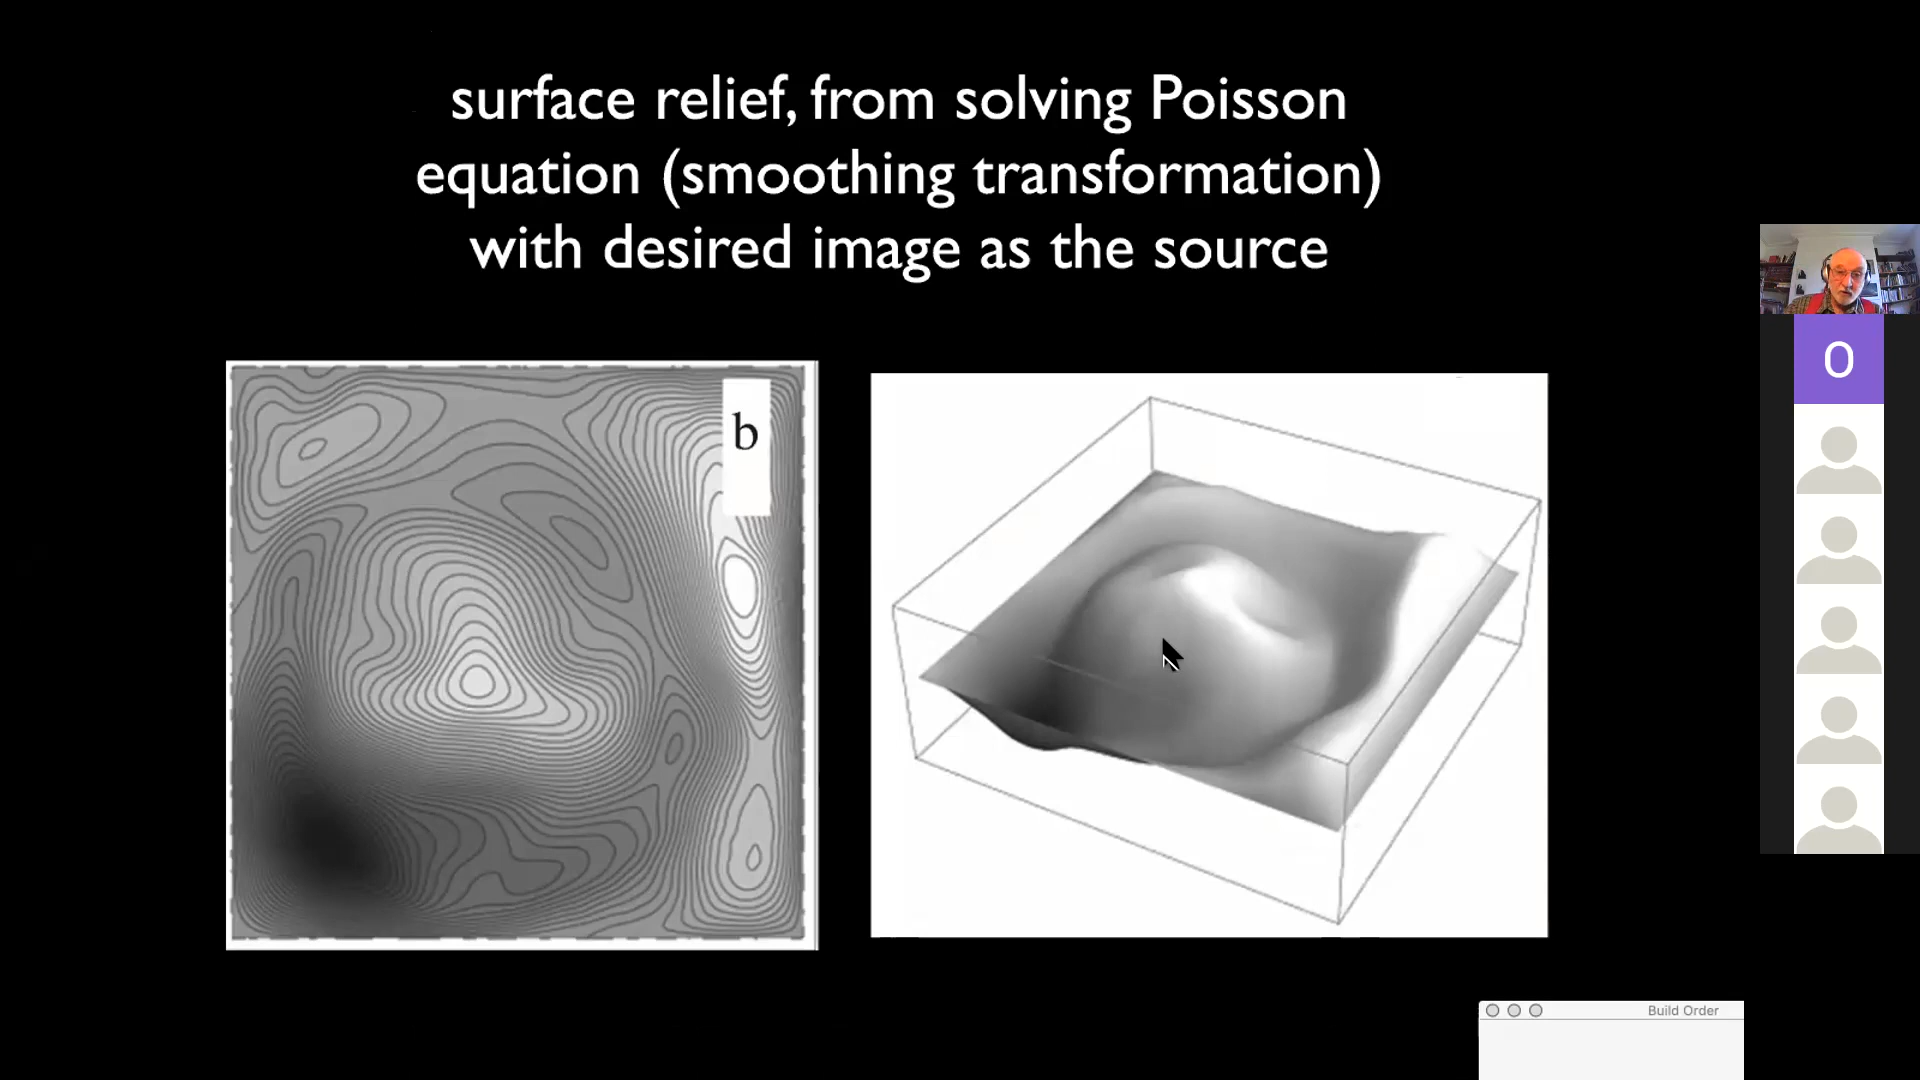 surface relief, from solving Poisson
equation (smoothing transformation)
with desired image as the source
b
O
Build Order